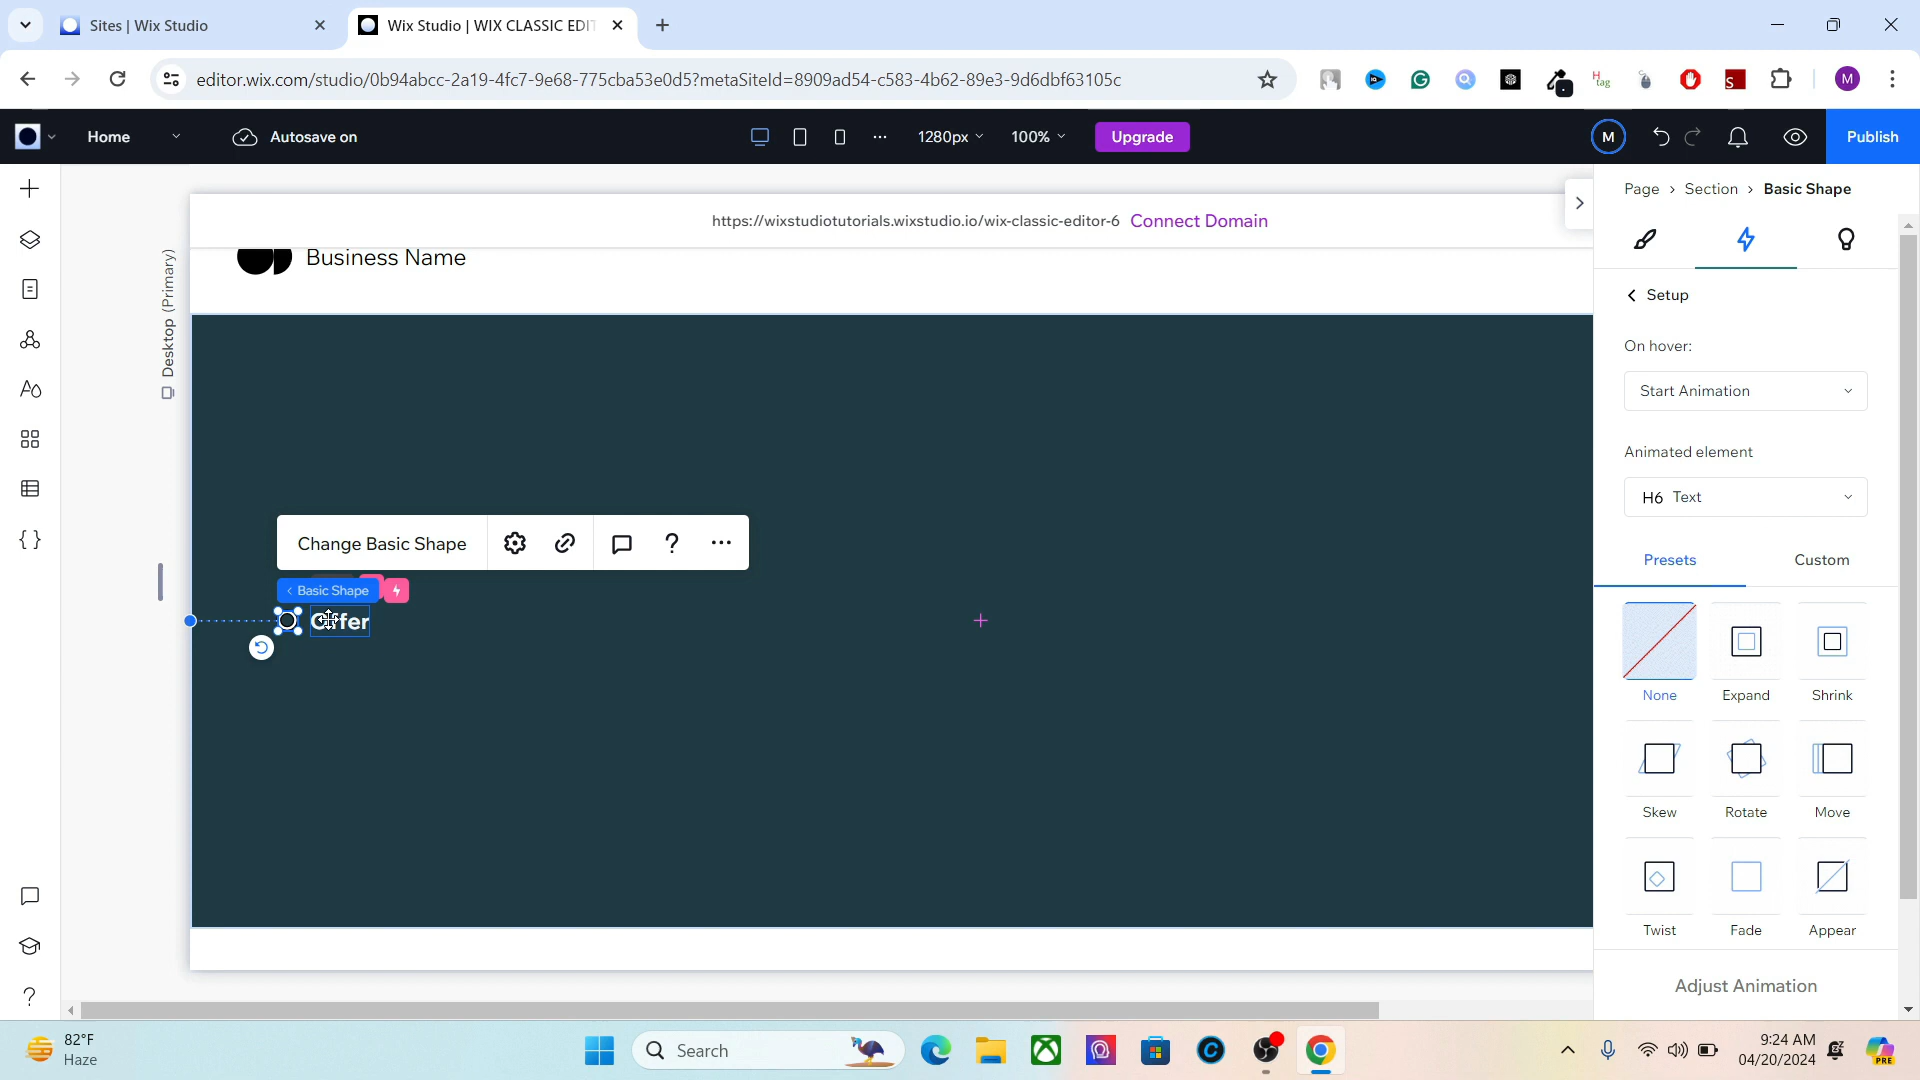 Sites | Wix Studio
Wix Studio | WIX CLASSIC EDIT
editor.wix.com/studio/0b94abcc-2a19-4fc7-9e68-775cba53e0d5?metaSiteId=8909ad54-c583-4b62-89e3-9d6dbf63105c
H
tag
S
M
Home
Autosave on
1280px
100%
Upgrade
M
Publish
Desktop (Primary)
https://wixstudiotutorials.wixstudio.io/wix-classic-editor-6 Connect Domain
Business Name
Change Basic Shape
Basic Shape
Offer
Page > Section > Basic Shape
Setup
On hover:
Start Animation
Animated element
H6 Text
Presets
Custom
None
Expand
Shrink
Skew
Rotate
Move
Twist
Fade
Appear
Adjust Animation
82°F
Haze
Search
9:24 AM
04/20/2024
PRE